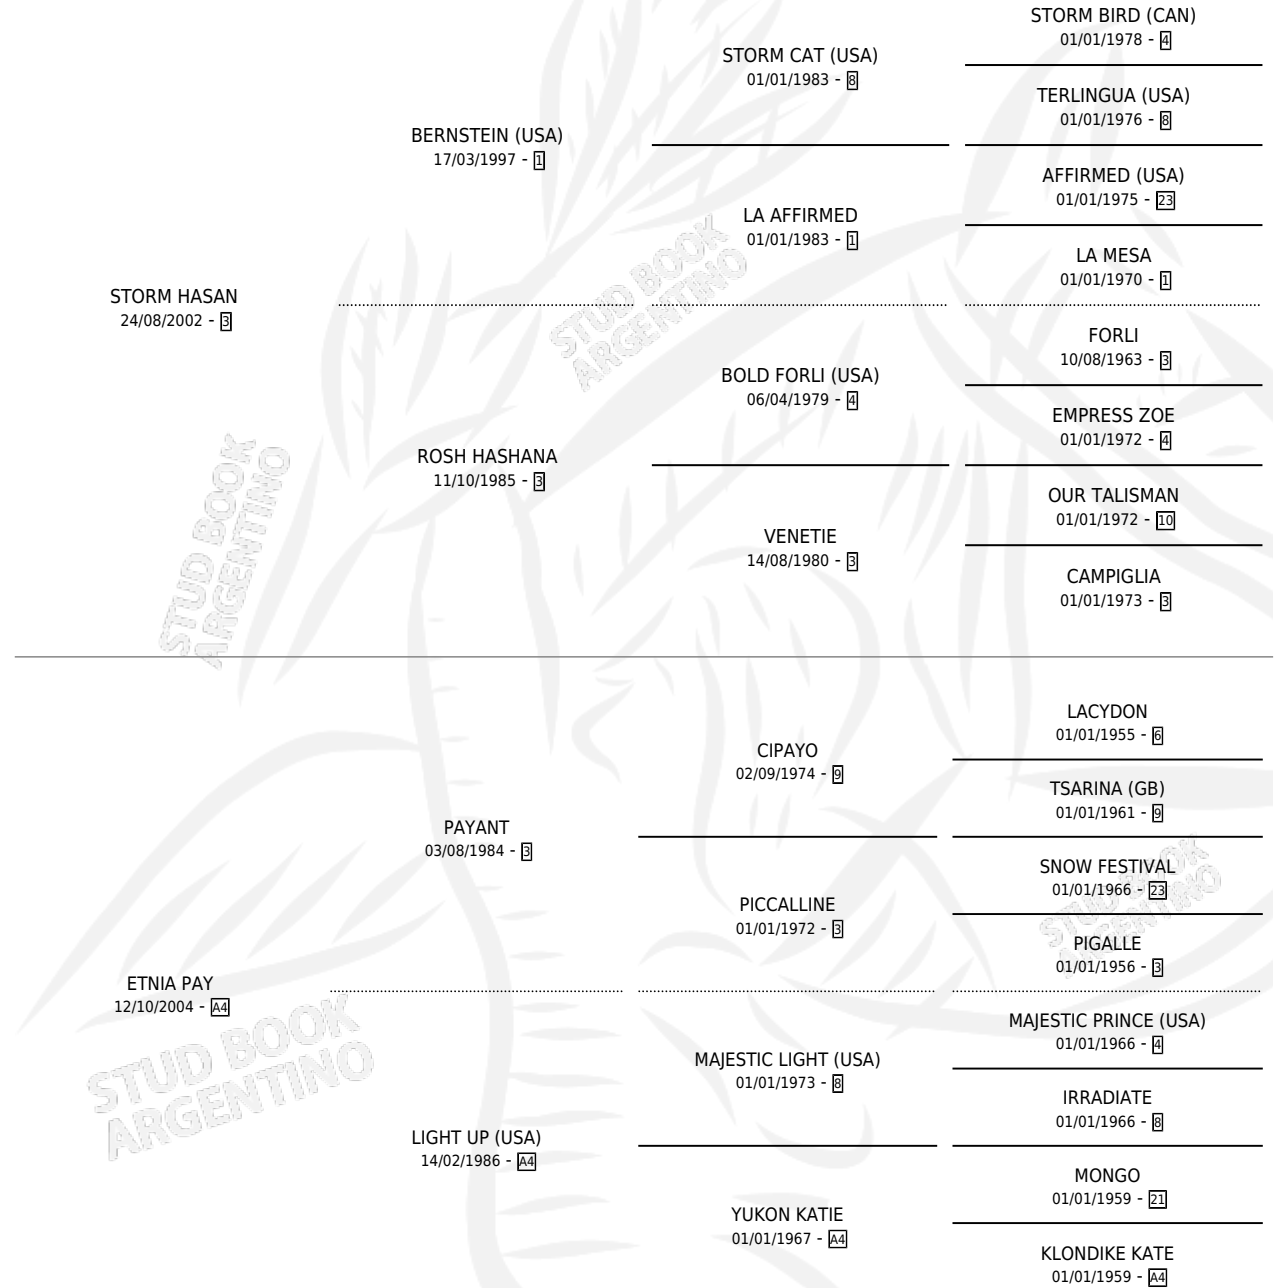 STORM BIRD (CAN)
01/01/1978 - 4
STORM CAT (USA)
01/01/1983 - 8
TERLINGUA (USA)
01/01/1976 - 8
BERNSTEIN (USA)
17/03/1997 - 1
AFFIRMED (USA)
01/01/1975 - 23
LA AFFIRMED
01/01/1983 - 1
LA MESA
01/01/1970 - 1
STORM HASAN
24/08/2002 - 3
FORLI
10/08/1963 - 3
BOLD FORLI (USA)
06/04/1979 - 4
EMPRESS ZOE
01/01/1972 - 4
ROSH HASHANA
11/10/1985 - 3
OUR TALISMAN
01/01/1972 - 10
VENETIE
14/08/1980 - 3
CAMPIGLIA
01/01/1973 - 3
LACYDON
01/01/1955 - 6
CIPAYO
02/09/1974 - 9
TSARINA (GB)
01/01/1961 - 9
PAYANT
03/08/1984 - 3
SNOW FESTIVAL
01/01/1966 - 23
PICCALLINE
01/01/1972 - 3
PIGALLE
01/01/1956 - 3
ETNIA PAY
12/10/2004 - A4
MAJESTIC PRINCE (USA)
01/01/1966 - 4
MAJESTIC LIGHT (USA)
01/01/1973 - 8
IRRADIATE
01/01/1966 - 8
LIGHT UP (USA)
14/02/1986 - A4
MONGO
01/01/1959 - 21
YUKON KATIE
01/01/1967 - A4
KLONDIKE KATE
01/01/1959 - A4
STUD BOOK
ARGENTINO
STUD BOOK
ARGENTINO
STUD BOOK
ARGENTINO
STUD BOOK
ARGENTINO